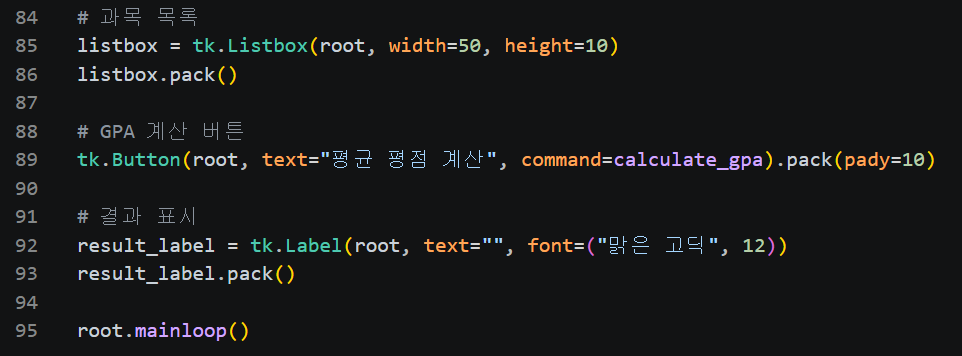 84 # 과목 목록
85 listbox = tk.Listbox(root, width=50, height=10)
86 listbox.pack()
87
88 # GPA 계산 버튼
89 tk.Button(root, text="평균 평점 계산", command=calculate_gpa).pack(pady=10)
90
91 # 결과 표시
92 result_label = tk.Label(root, text="", font=("맑은 고딕", 12))
93 result_label.pack()
94
95 root.mainloop()